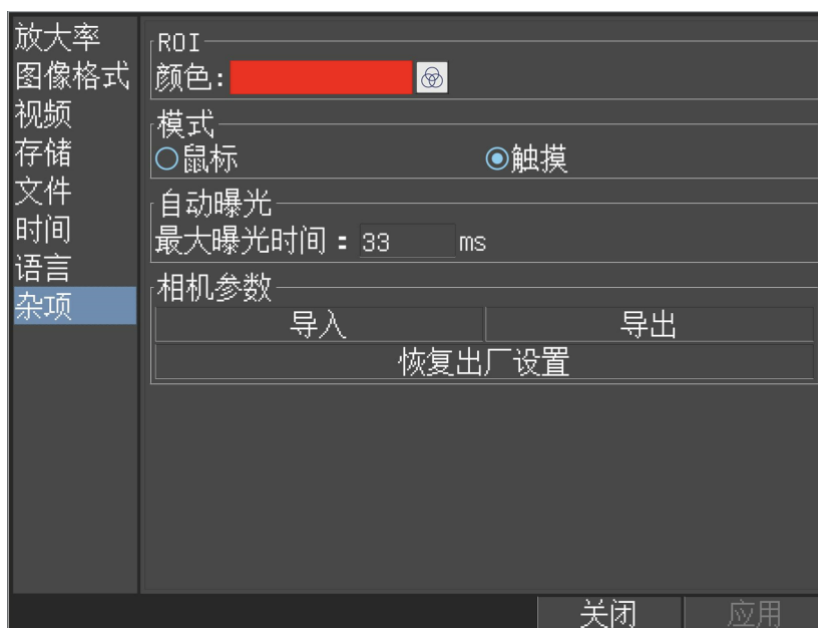 放大率
图像格式
视频
存储
文件
时间
语言
杂项
ROI
颜色:
模式
鼠标
触摸
自动曝光
最大曝光时间：33 ms
相机参数
导入
导出
恢复出厂设置
关闭
应用